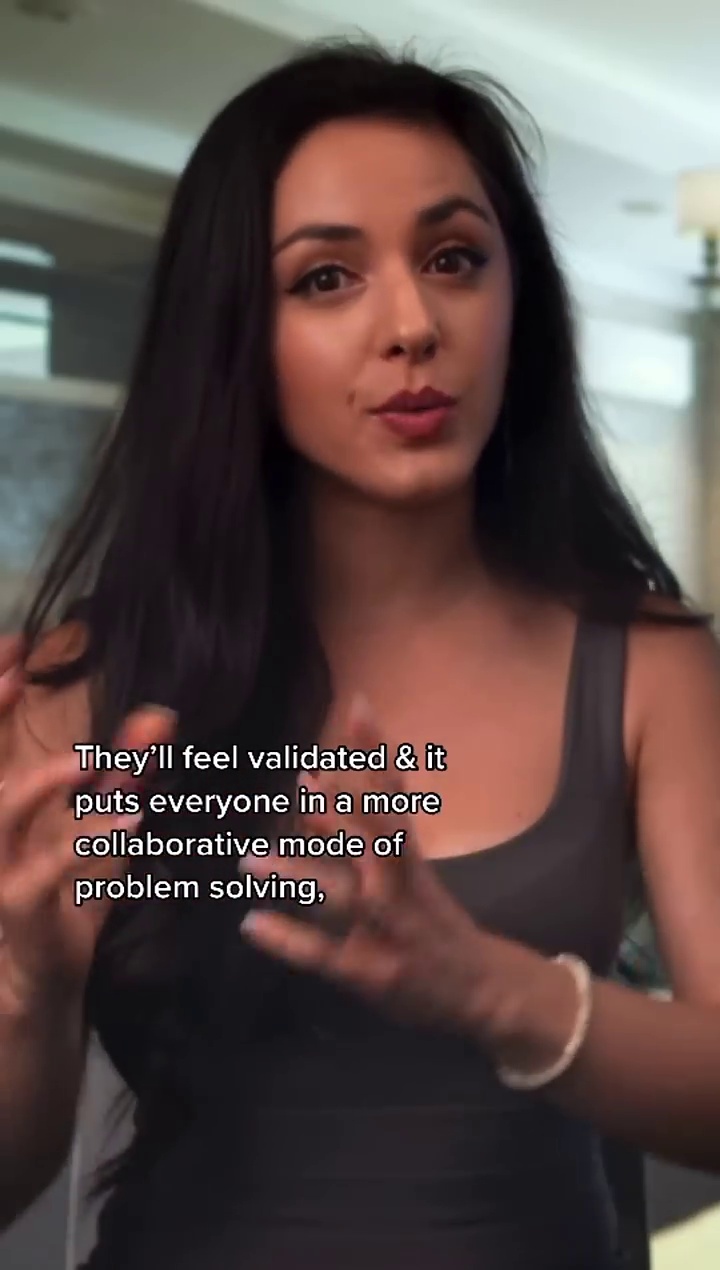 They’ll feel validated & it
puts everyone in a more
collaborative mode of
problem solving,